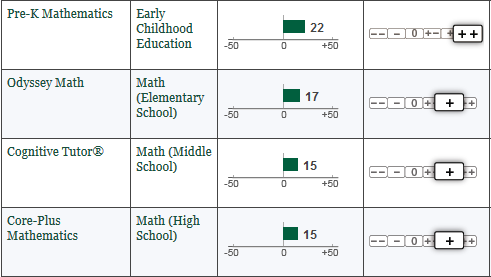 Pre-K Mathematics
Early
Childhood
Education
22
-50 0 +50
-- - 0 +- + ++
Odyssey Math
Math
(Elementary
School)
17
-50 0 +50
-- - 0 + + ++
Cognitive Tutor®
Math (Middle
School)
15
-50 0 +50
-- - 0 + + ++
Core-Plus
Mathematics
Math (High
School)
15
-50 0 +50
-- - 0 + + ++